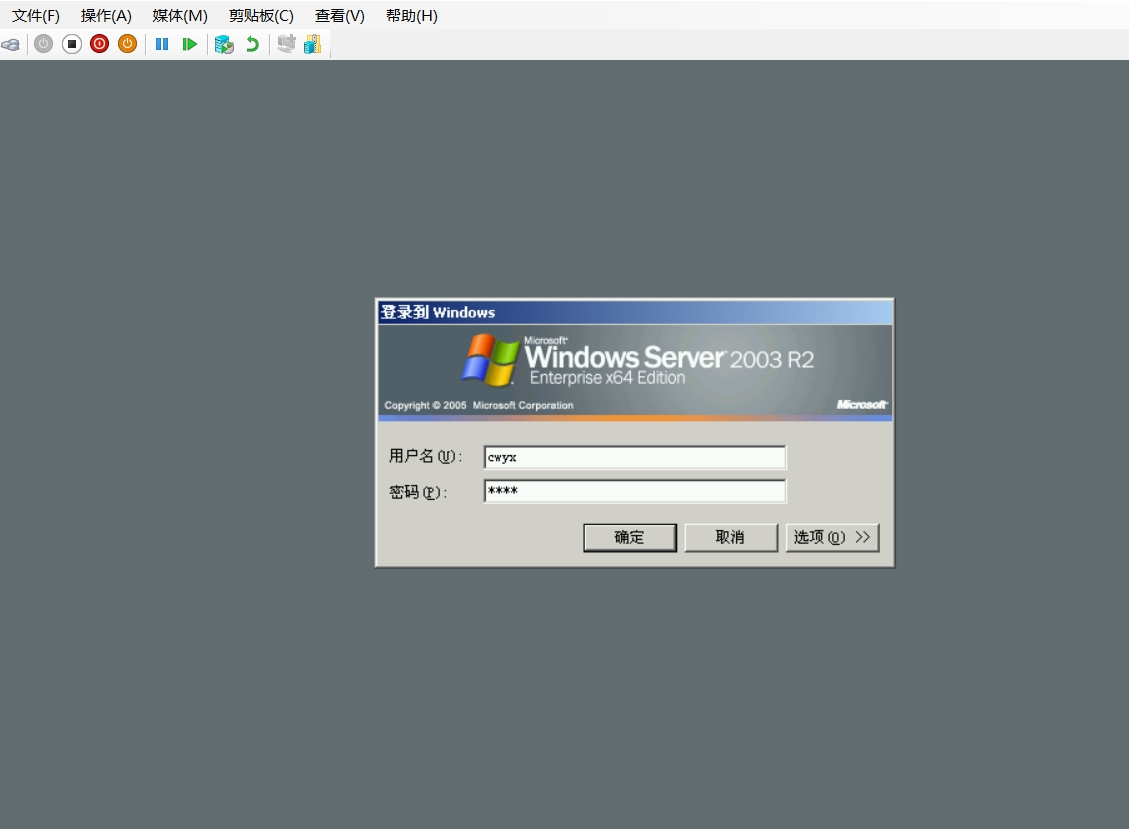 文件(F) 操作(A) 媒体(M) 剪贴板(C) 查看(V) 帮助(H)
登录到 Windows
Microsoft
Windows Server 2003 R2
Enterprise x64 Edition
Copyright © 2005 Microsoft Corporation Microsoft
用户名(U): cwyx
密码(P): ****
确定 取消 选项(O) >>